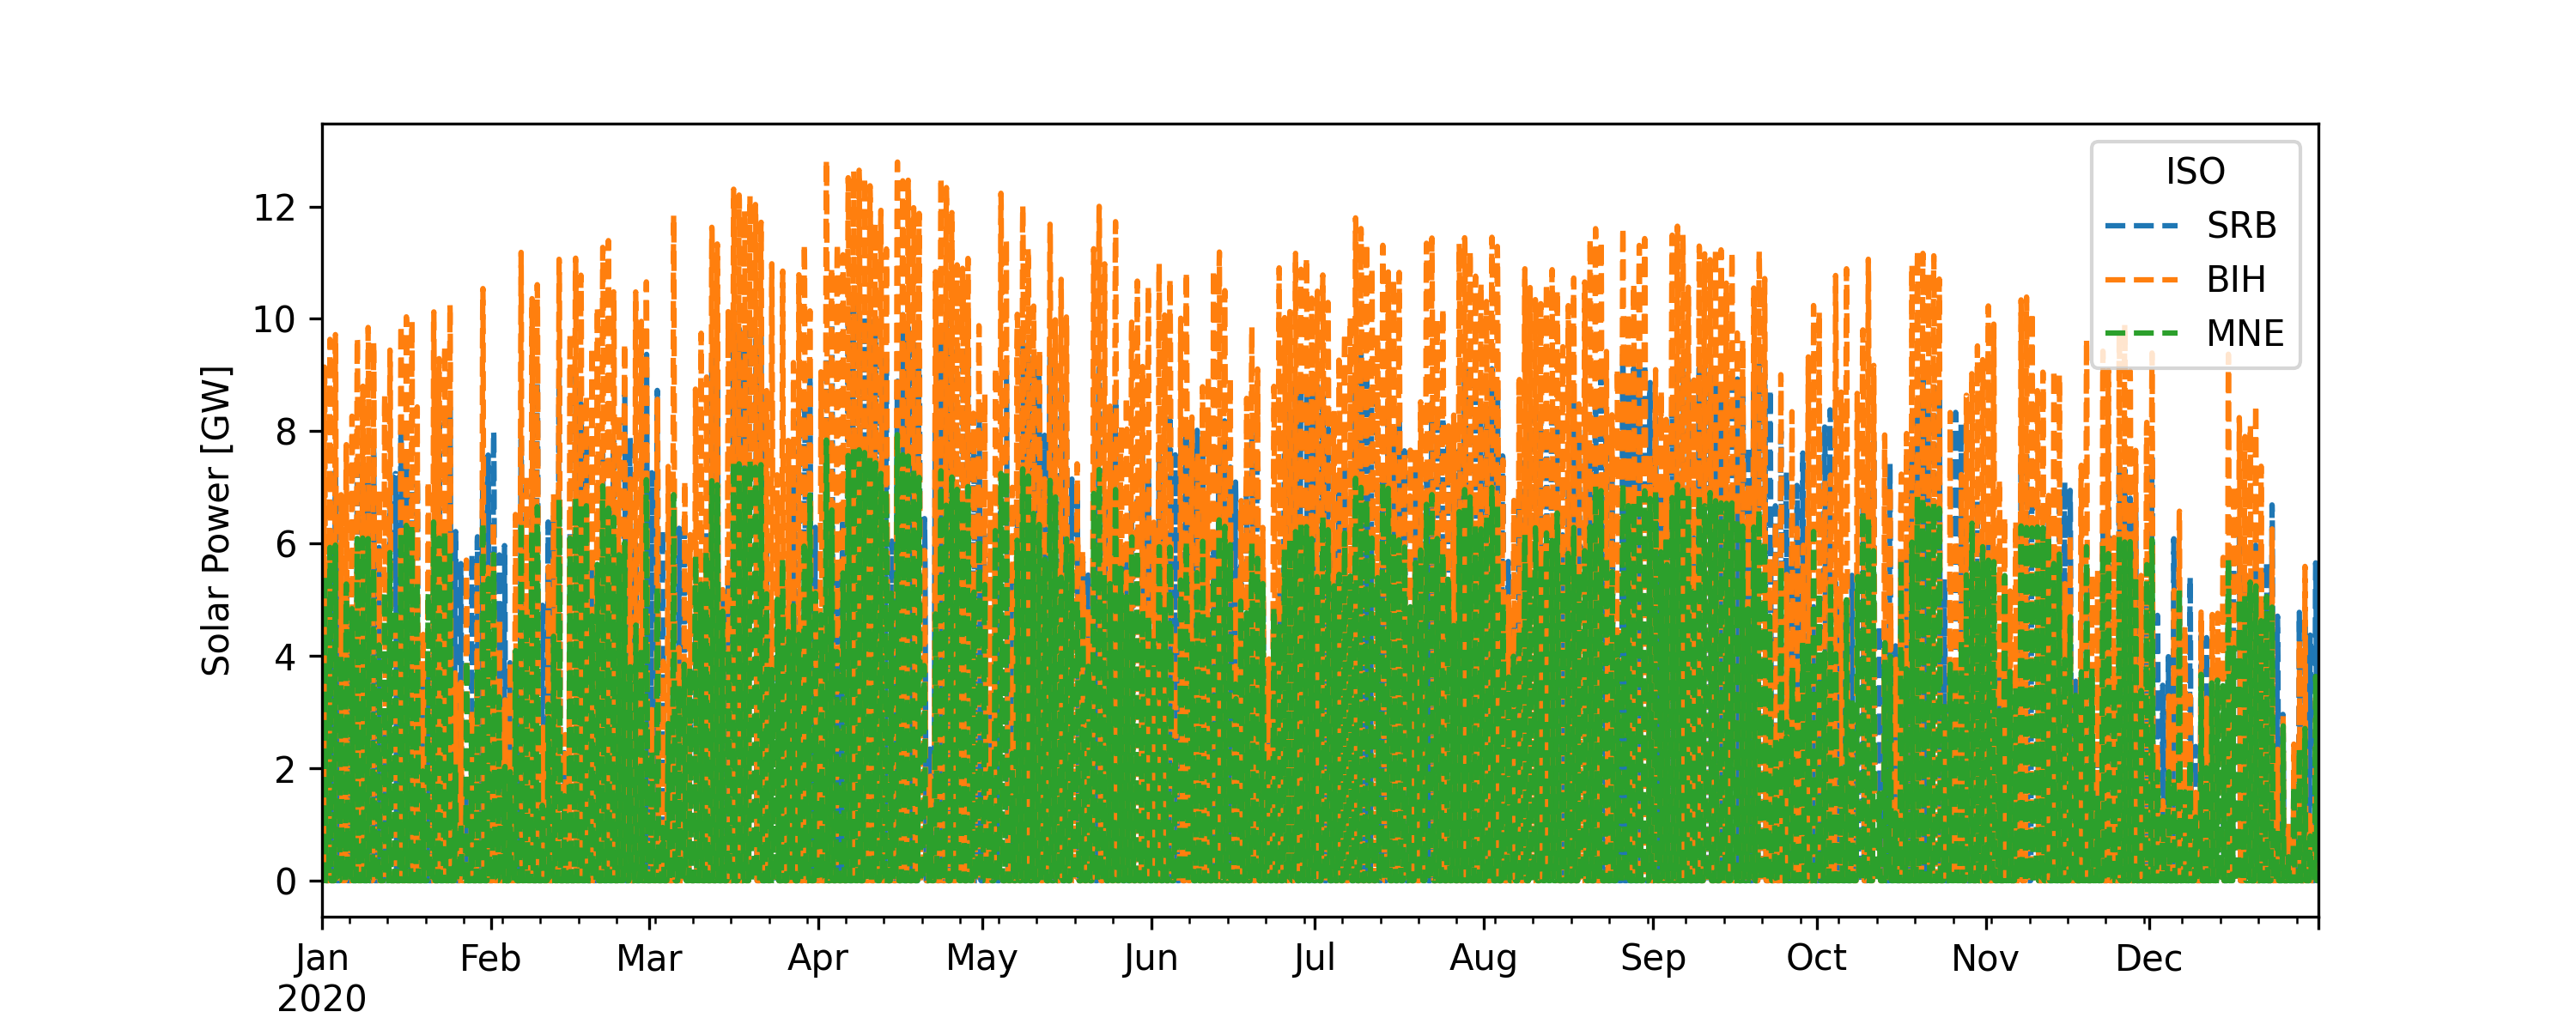 ISO
SRB
BIH
MNE
Solar Power [GW]
12
10
8
6
4
2
0
Jan Feb Mar Apr May Jun Jul Aug Sep Oct Nov Dec
2020